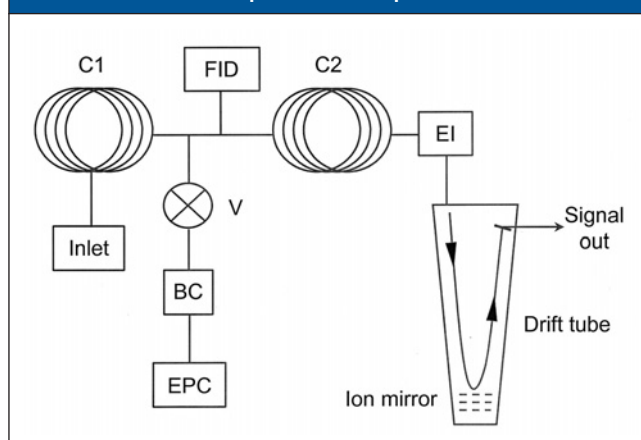 C1
FID
C2
EI
V
Inlet
BC
EPC
Signal
out
Drift tube
Ion mirror